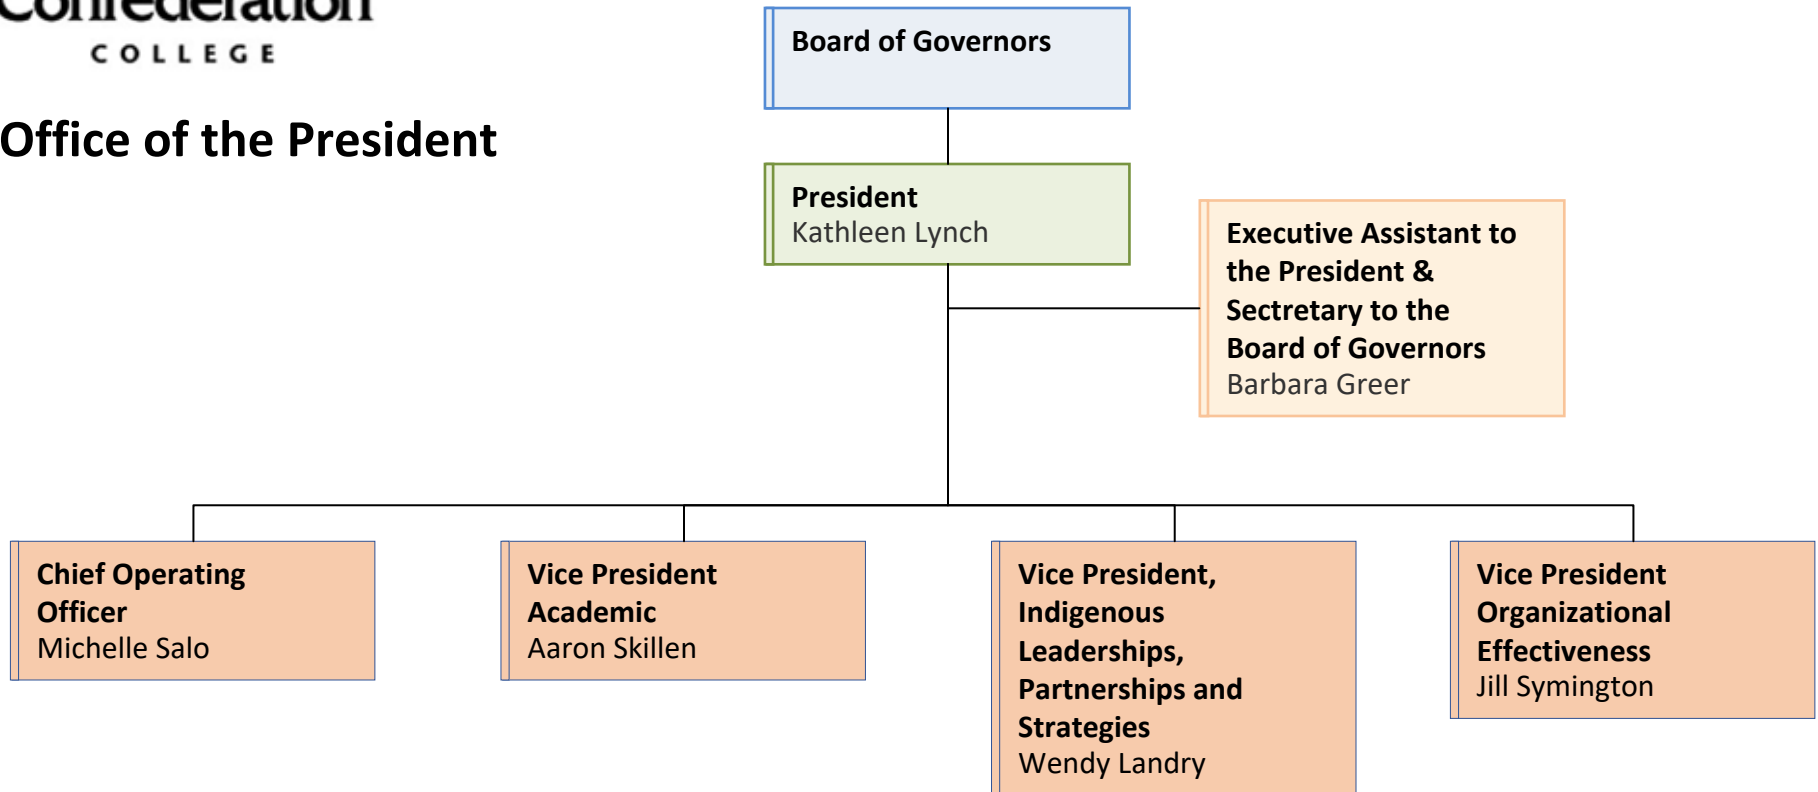 Confederation
COLLEGE
Office of the President
Board of Governors
President
Kathleen Lynch
Executive Assistant to
the President &
Sectretary to the
Board of Governors
Barbara Greer
Chief Operating
Officer
Michelle Salo
Vice President
Academic
Aaron Skillen
Vice President,
Indigenous
Leaderships,
Partnerships and
Strategies
Wendy Landry
Vice President
Organizational
Effectiveness
Jill Symington